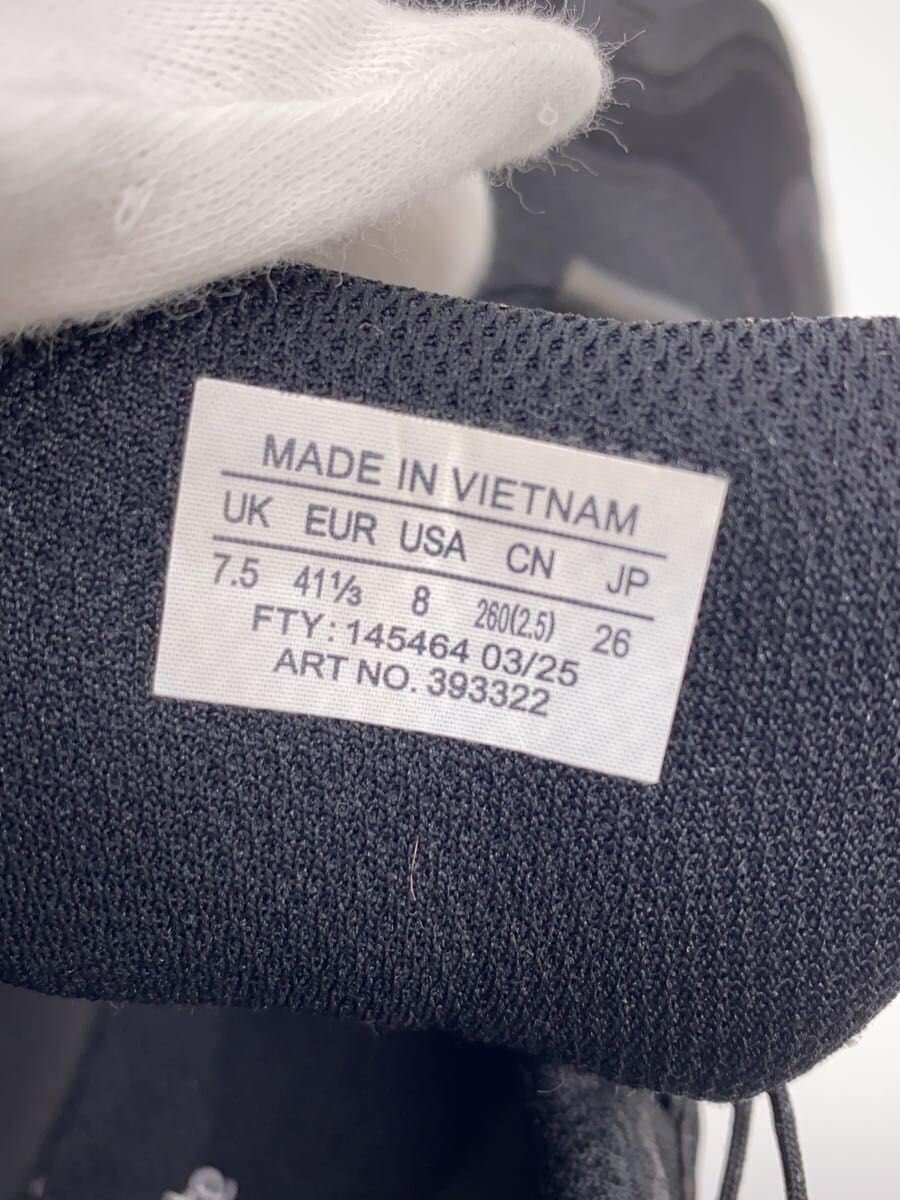 MADE IN VIETNAM
UK EUR USA CN JP
7.5 41⅓ 8 260(2.5) 26
FTY: 145464 03/25
ART NO. 393322